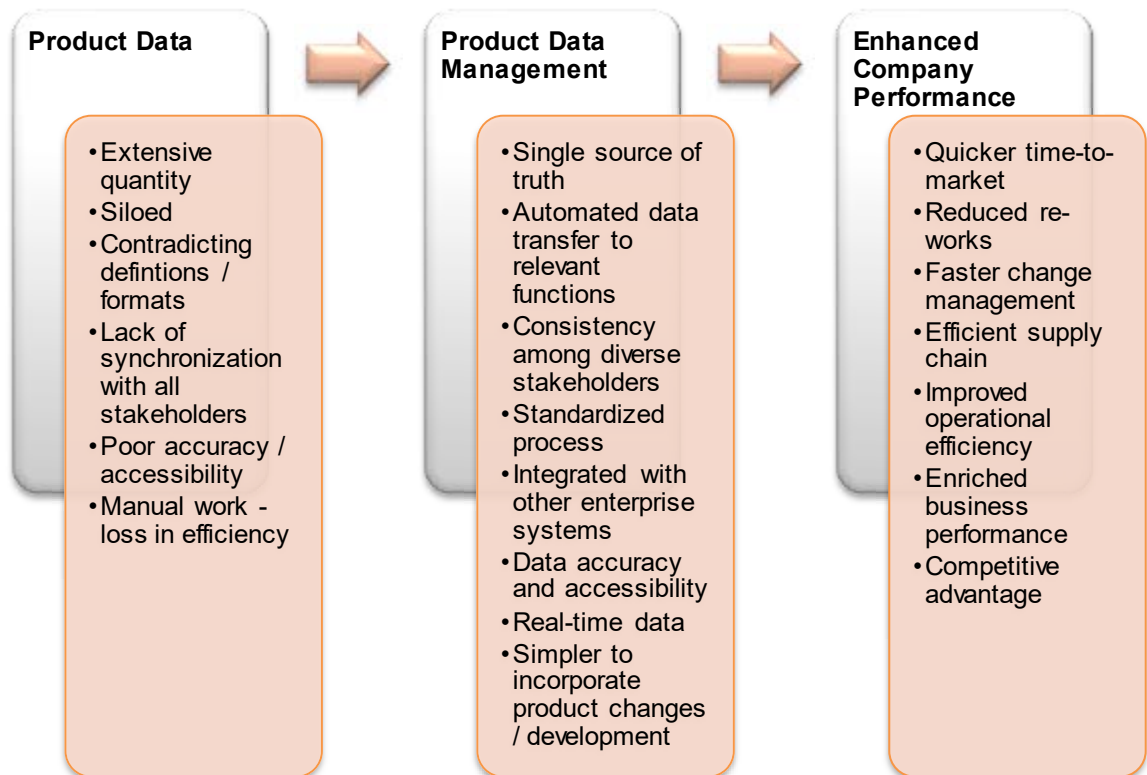 Product Data
•Extensive
quantity
•Siloed
•Contradicting
defintions /
formats
•Lack of
synchronization
with all
stakeholders
•Poor accuracy /
accessibility
•Manual work -
loss in efficiency
Product Data
Management
•Single source of
truth
•Automated data
transfer to
relevant
functions
•Consistency
among diverse
stakeholders
•Standardized
process
•Integrated with
other enterprise
systems
•Data accuracy
and accessibility
•Real-time data
•Simpler to
incorporate
product changes
/ development
Enhanced
Company
Performance
•Quicker time-to-
market
•Reduced re-
works
•Faster change
management
•Efficient supply
chain
•Improved
operational
efficiency
•Enriched
business
performance
•Competitive
advantage